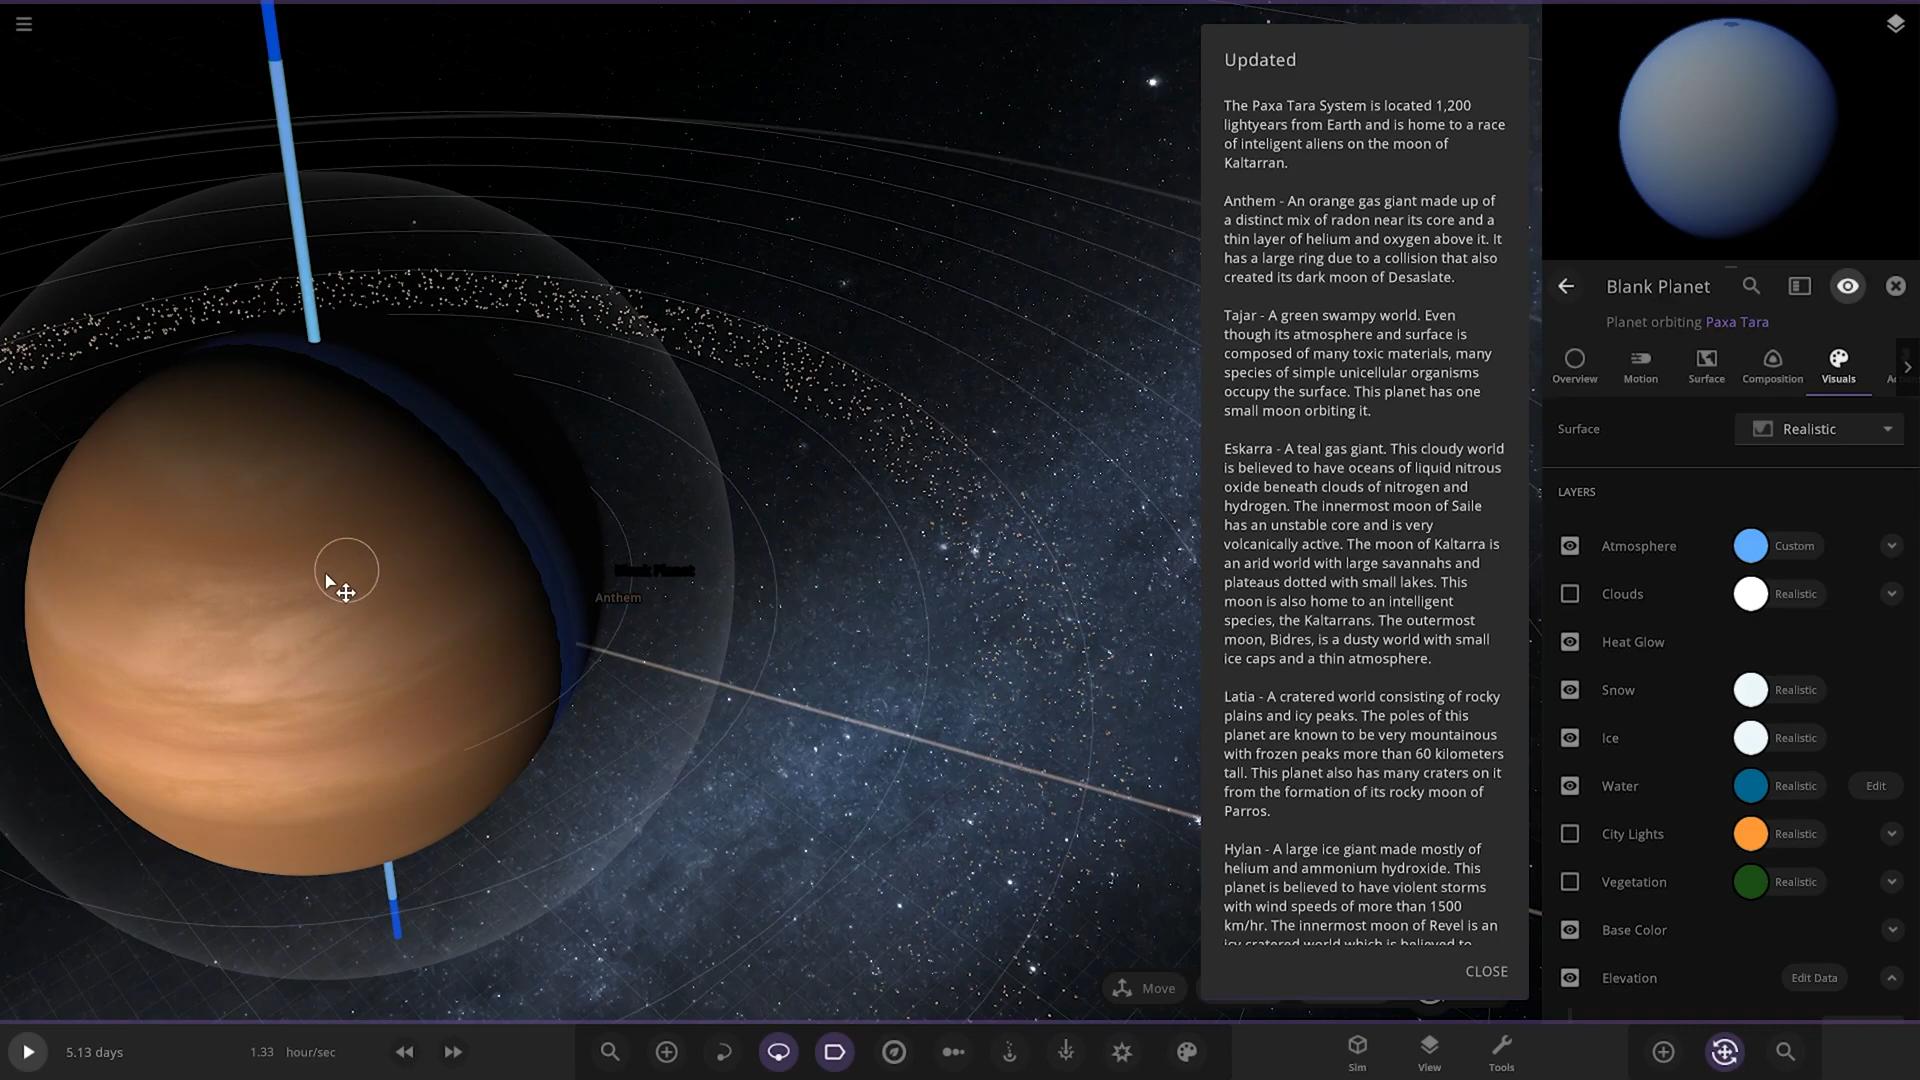 Updated
The Paxa Tara System is located 1,200
lightyears from Earth and is home to a race
of inteligent aliens on the moon of
Kaltarran.
Anthem - An orange gas giant made up of
a distinct mix of radon near its core and a
thin layer of helium and oxygen above it. It
has a large ring due to a collision that also
created its dark moon of Desaslate.
Tajar - A green swampy world. Even
though its atmosphere and surface is
composed of many toxic materials, many
species of simple unicellular organisms
occupy the surface. This planet has one
small moon orbiting it.
Eskarra - A teal gas giant. This cloudy world
is believed to have oceans of liquid nitrous
oxide beneath clouds of nitrogen and
hydrogen. The innermost moon of Saile
has an unstable core and is very
volcanically active. The moon of Kaltarra is
an arid world with large savannahs and
plateaus dotted with small lakes. This
moon is also home to an intelligent
species, the Kaltarrans. The outermost
moon, Bidres, is a dusty world with small
ice caps and a thin atmosphere.
Latia - A cratered world consisting of rocky
plains and icy peaks. The poles of this
planet are known to be very mountainous
with frozen peaks more than 60 kilometers
tall. This planet also has many craters on it
from the formation of its rocky moon of
Parros.
Hylan - A large ice giant made mostly of
helium and ammonium hydroxide. This
planet is believed to have violent storms
with wind speeds of more than 1500
km/hr. The innermost moon of Revel is an
icy cratered world which is believed to
CLOSE
Blank Planet
Anthem
Move
Blank Planet
Planet orbiting Paxa Tara
Overview
Motion
Surface
Composition
Visuals
Surface
Realistic
LAYERS
Atmosphere
Custom
Clouds
Realistic
Heat Glow
Snow
Realistic
Ice
Realistic
Water
Realistic
Edit
City Lights
Realistic
Vegetation
Realistic
Base Color
Elevation
Edit Data
5.13 days
1.33 hour/sec
Sim
View
Tools